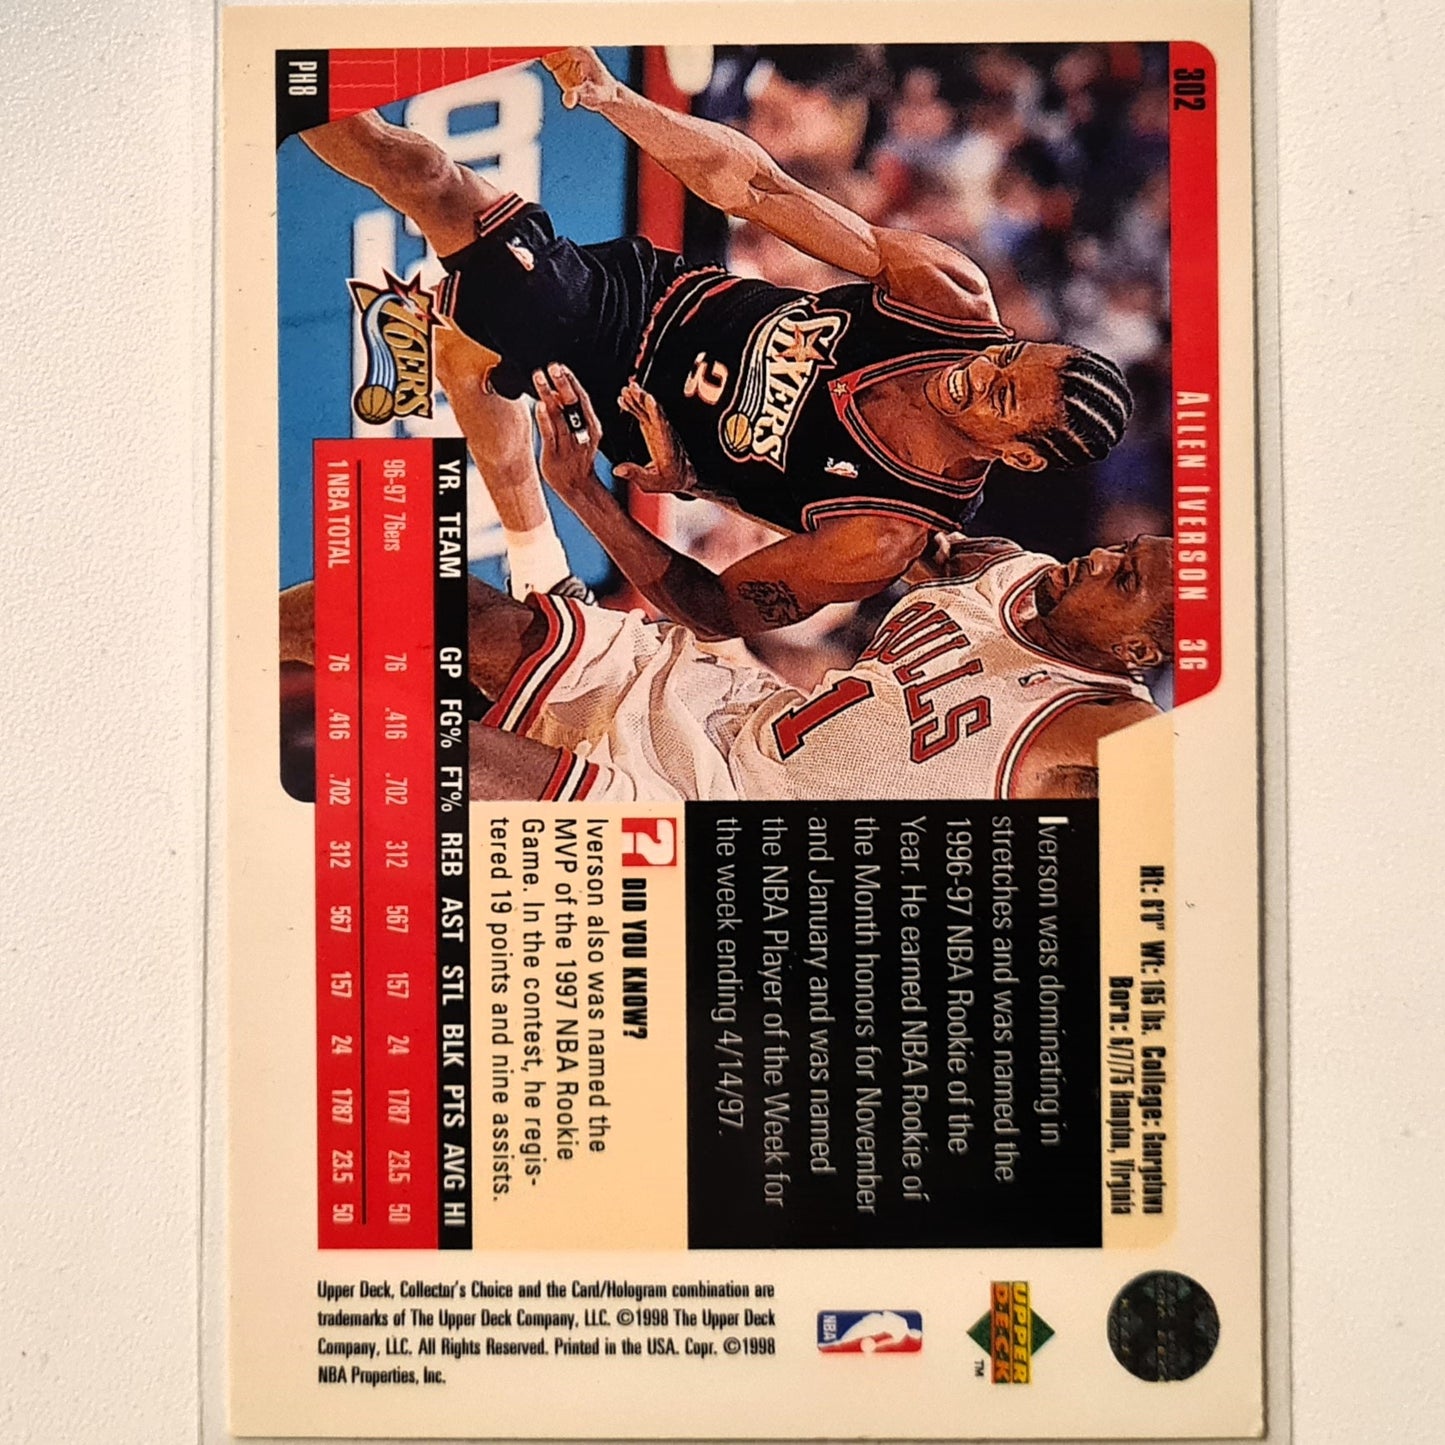 302
ALLEN IVERSON 3G
PH8
Ht: 6'0" Wt: 165 lbs. College: Georgetown
Born: 6/7/75 Hampton, Virginia
SIXERS
3
BULLS
1
76ERS
Iverson was dominating in
stretches and was named the
1996-97 NBA Rookie of the
Year. He earned NBA Rookie of
the Month honors for November
and January and was named
the NBA Player of the Week for
the week ending 4/14/97.
? DID YOU KNOW?
Iverson also was named the
MVP of the 1997 NBA Rookie
Game. In the contest, he regis-
tered 19 points and nine assists.
YR. TEAM GP FG% FT% REB AST STL BLK PTS AVG HI
96-97 76ers 76 .416 .702 312 567 157 24 1787 23.5 50
1 NBA TOTAL 76 .416 .702 312 567 157 24 1787 23.5 50
UPPER
DECK
™
NBA
Upper Deck, Collector's Choice and the Card/Hologram combination are
trademarks of The Upper Deck Company, LLC. ©1998 The Upper Deck
Company, LLC. All Rights Reserved. Printed in the USA. Copr. ©1998
NBA Properties, Inc.